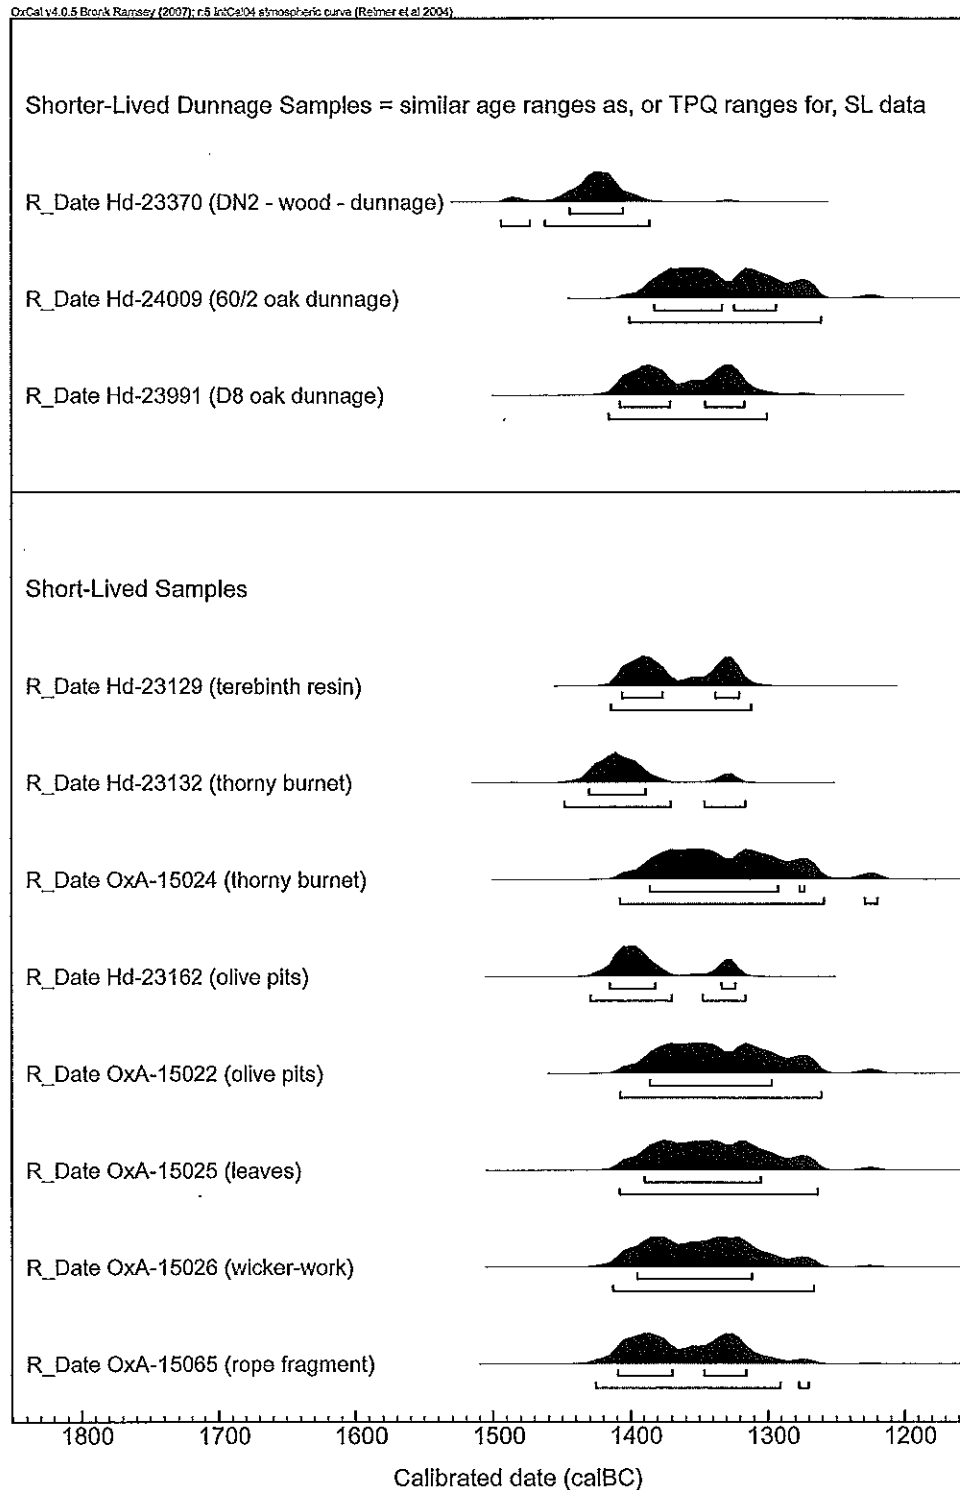 OxCal v4.0.5 Bronk Ramsey (2007); r:5 IntCal04 atmospheric curve (Reimer et al 2004)
Shorter-Lived Dunnage Samples = similar age ranges as, or TPQ ranges for, SL data
R_Date Hd-23370 (DN2 - wood - dunnage)
R_Date Hd-24009 (60/2 oak dunnage)
R_Date Hd-23991 (D8 oak dunnage)
Short-Lived Samples
R_Date Hd-23129 (terebinth resin)
R_Date Hd-23132 (thorny burnet)
R_Date OxA-15024 (thorny burnet)
R_Date Hd-23162 (olive pits)
R_Date OxA-15022 (olive pits)
R_Date OxA-15025 (leaves)
R_Date OxA-15026 (wicker-work)
R_Date OxA-15065 (rope fragment)
1800 1700 1600 1500 1400 1300 1200
Calibrated date (calBC)